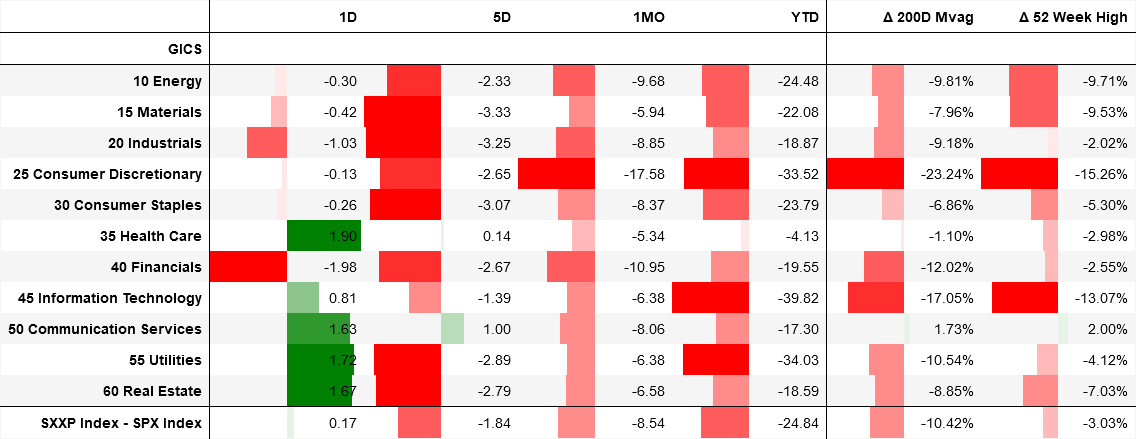 1D 5D 1MO YTD Δ 200D Mvag Δ 52 Week High
GICS
10 Energy -0.30 -2.33 -9.68 -24.48 -9.81% -9.71%
15 Materials -0.42 -3.33 -5.94 -22.08 -7.96% -9.53%
20 Industrials -1.03 -3.25 -8.85 -18.87 -9.18% -2.02%
25 Consumer Discretionary -0.13 -2.65 -17.58 -33.52 -23.24% -15.26%
30 Consumer Staples -0.26 -3.07 -8.37 -23.79 -6.86% -5.30%
35 Health Care 1.90 0.14 -5.34 -4.13 -1.10% -2.98%
40 Financials -1.98 -2.67 -10.95 -19.55 -12.02% -2.55%
45 Information Technology 0.81 -1.39 -6.38 -39.82 -17.05% -13.07%
50 Communication Services 1.63 1.00 -8.06 -17.30 1.73% 2.00%
55 Utilities 1.72 -2.89 -6.38 -34.03 -10.54% -4.12%
60 Real Estate 1.67 -2.79 -6.58 -18.59 -8.85% -7.03%
SXXP Index - SPX Index 0.17 -1.84 -8.54 -24.84 -10.42% -3.03%